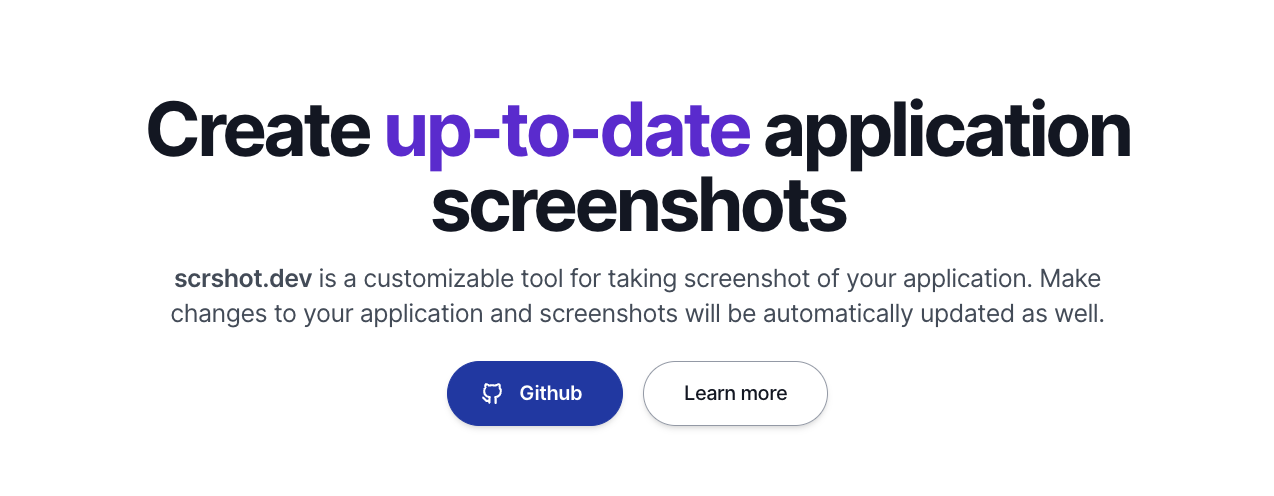 Create up-to-date application
screenshots
scrshot.dev is a customizable tool for taking screenshot of your application. Make
changes to your application and screenshots will be automatically updated as well.
Github
Learn more